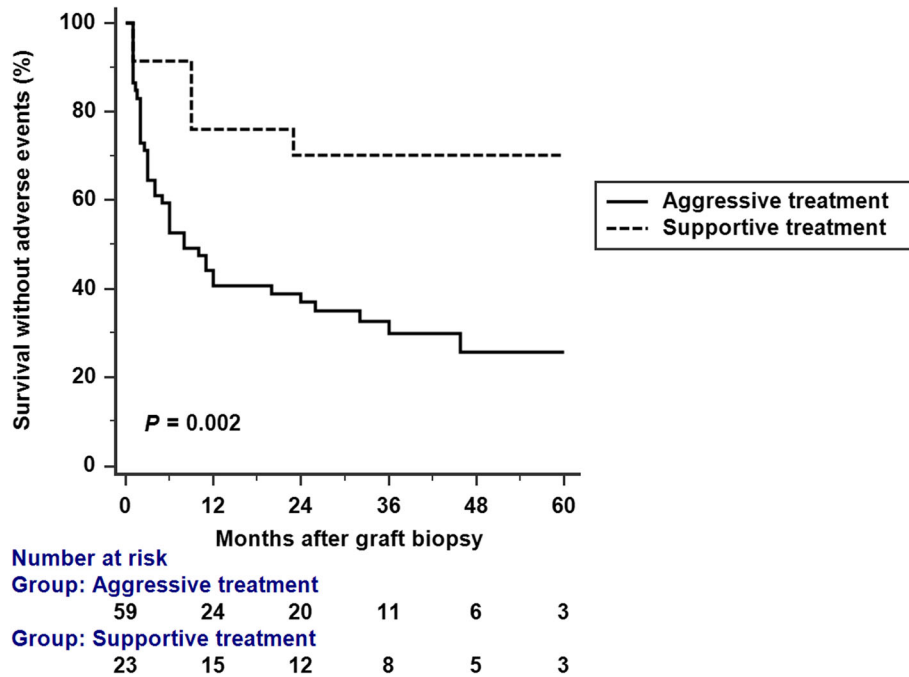 Survival without adverse events (%)
100
80
60
40
20
0
P = 0.002
0 12 24 36 48 60
Months after graft biopsy
Aggressive treatment
Supportive treatment
Number at risk
Group: Aggressive treatment
59 24 20 11 6 3
Group: Supportive treatment
23 15 12 8 5 3